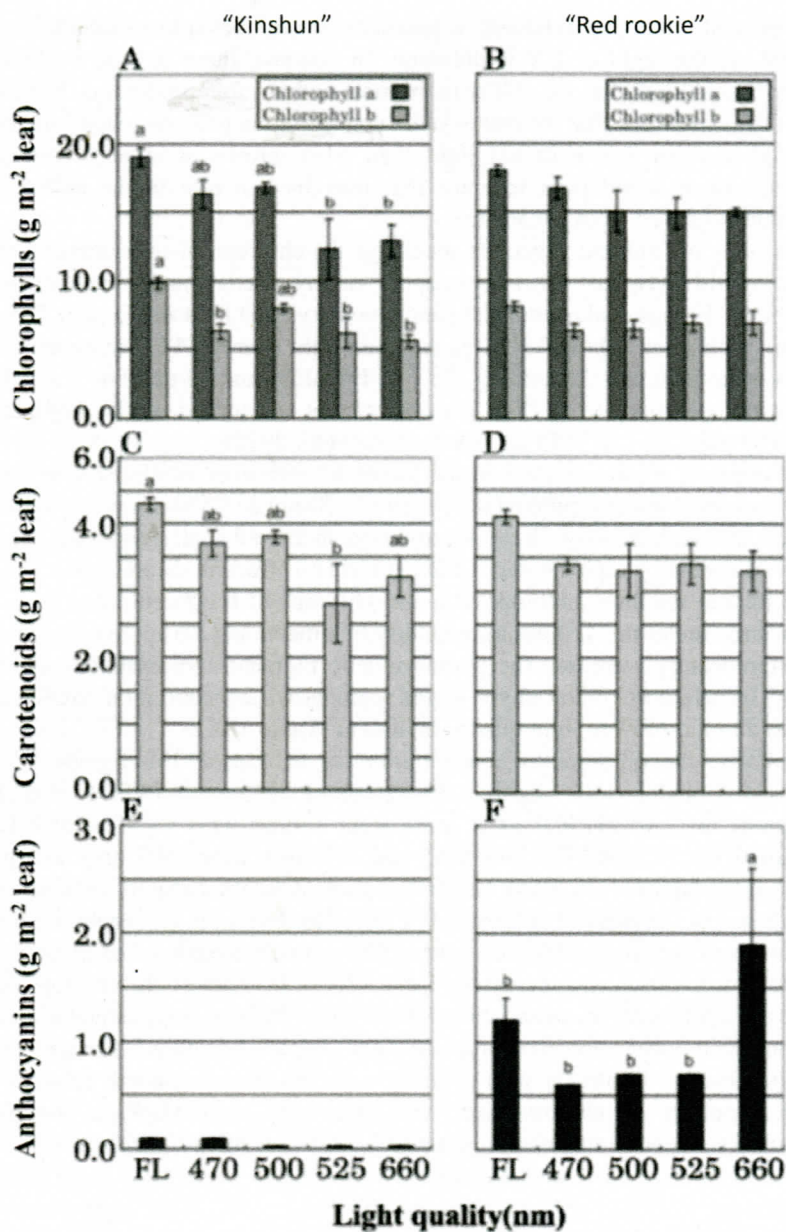 “Kinshun”
“Red rookie”
A
B
Chlorophyll a
Chlorophyll b
Chlorophyll a
Chlorophyll b
Chlorophylls (g m⁻² leaf)
20.0
10.0
0.0
a
ab
ab
b
b
a
b
ab
b
b
C
D
Carotenoids (g m⁻² leaf)
6.0
4.0
2.0
0.0
a
ab
ab
b
ab
E
F
Anthocyanins (g m⁻² leaf)
3.0
2.0
1.0
0.0
b
b
b
b
a
FL 470 500 525 660
FL 470 500 525 660
Light quality(nm)